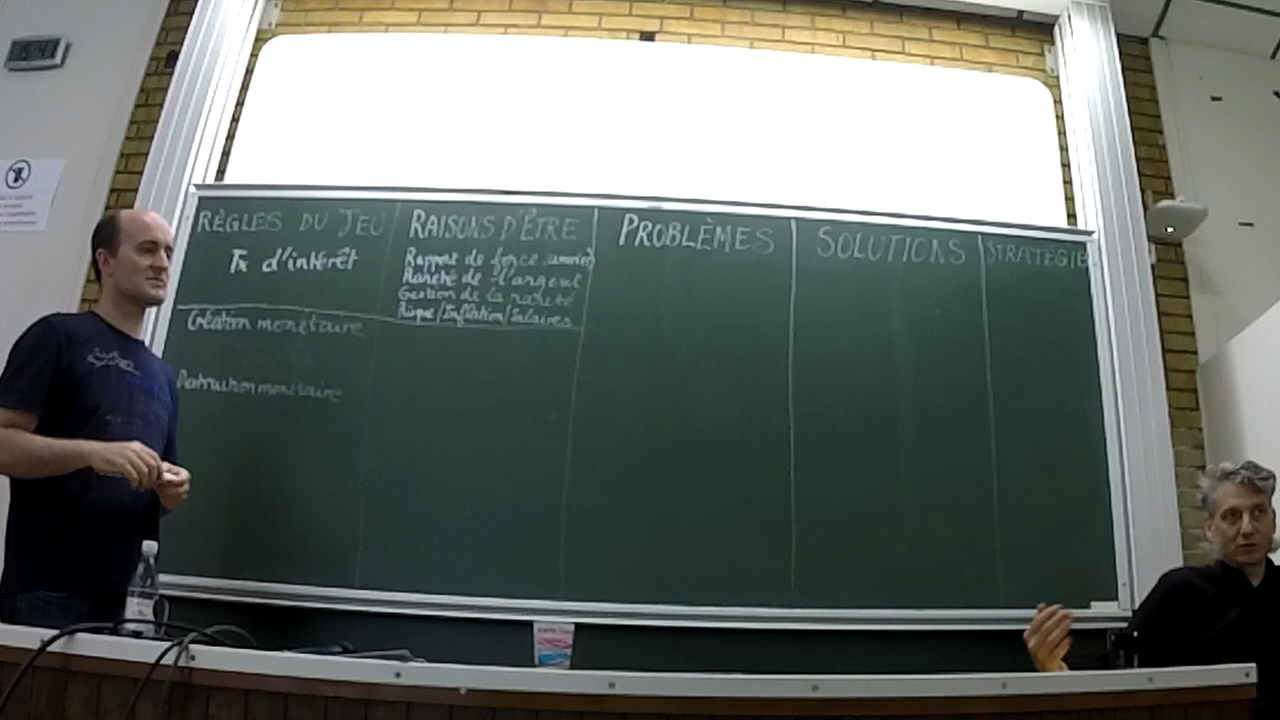 RÈGLES DU JEU
RAISONS D'ÊTRE
PROBLÈMES
SOLUTIONS
STRATÉGIE
Tx d'intérêt
Rapport de force
Rareté de l'argent
Gestion de la rareté
Risque/Inflation/Salaires
Création monétaire
Destruction monétaire